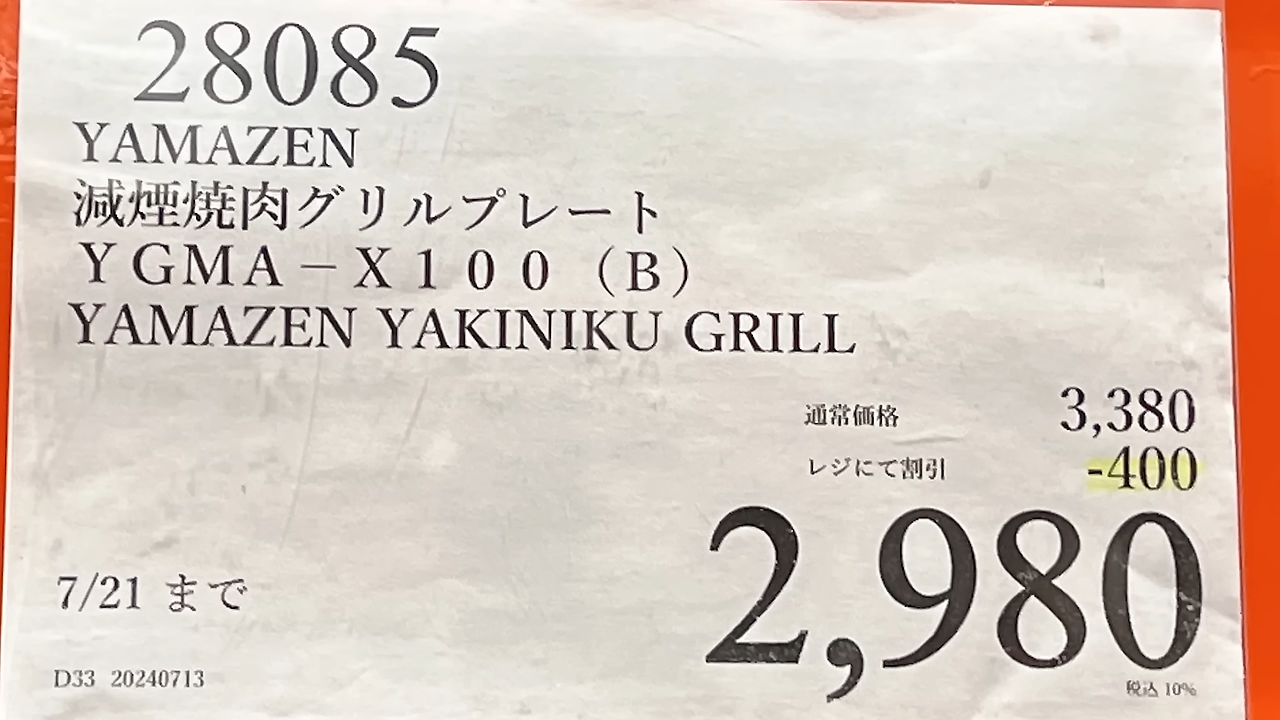 28085
YAMAZEN
減煙焼肉グリルプレート
ＹＧＭＡ－Ｘ１００（Ｂ）
YAMAZEN YAKINIKU GRILL
通常価格 3,380
レジにて割引 -400
2,980
7/21 まで
税込 10%
D33 20240713